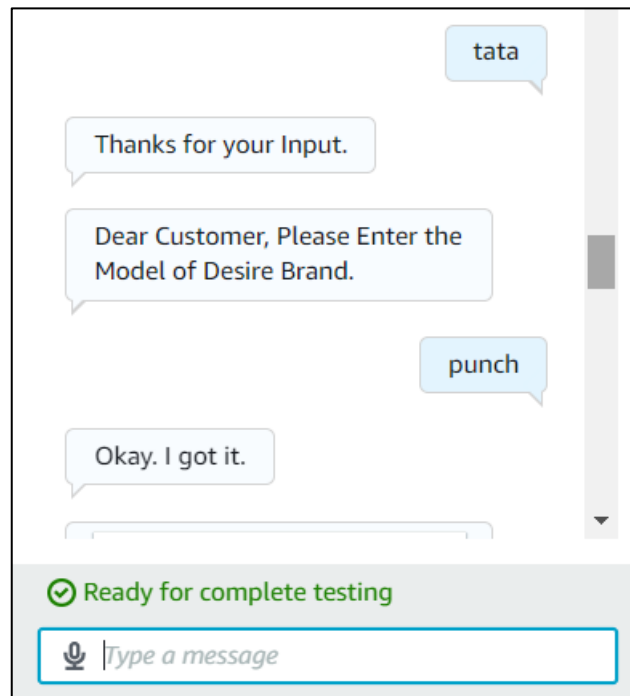 tata
Thanks for your Input.
Dear Customer, Please Enter the
Model of Desire Brand.
punch
Okay. I got it.
Ready for complete testing
Type a message